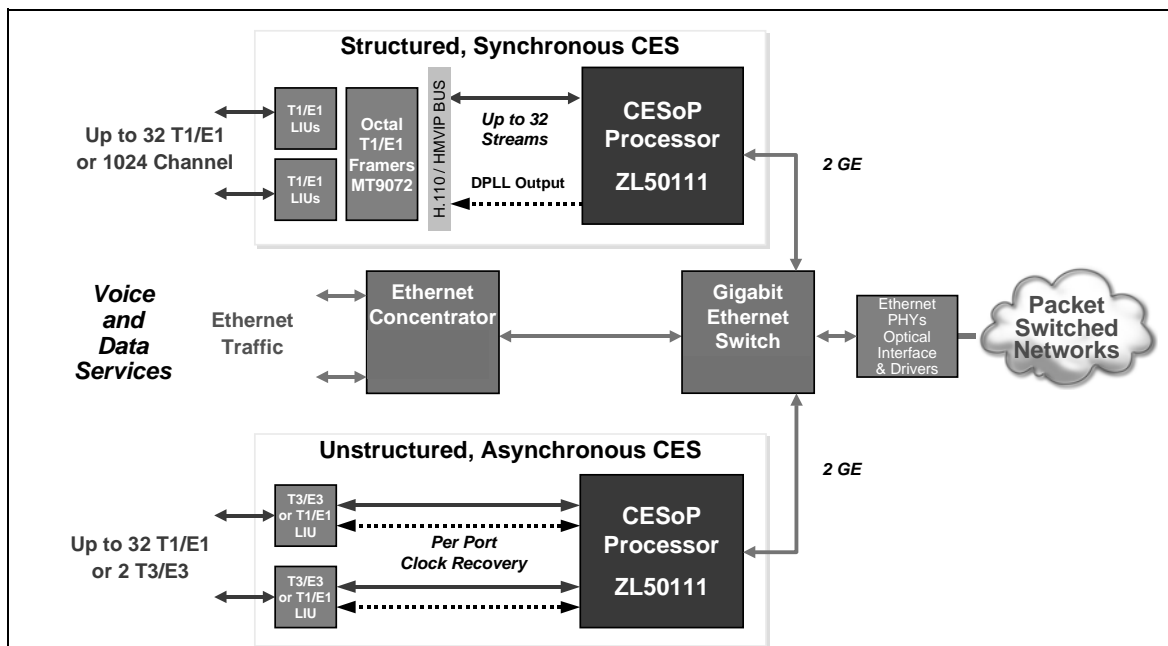 Structured, Synchronous CES
Up to 32 T1/E1
or 1024 Channel
T1/E1
LIUs
T1/E1
LIUs
Octal
T1/E1
Framers
MT9072
H.110 / HMVIP BUS
Up to 32
Streams
DPLL Output
CESoP
Processor
ZL50111
2 GE
Voice
and
Data
Services
Ethernet
Traffic
Ethernet
Concentrator
Gigabit
Ethernet
Switch
Ethernet
PHYs
Optical
Interface
& Drivers
Packet
Switched
Networks
Unstructured, Asynchronous CES
2 GE
Up to 32 T1/E1
or 2 T3/E3
T3/E3
or T1/E1
LIU
T3/E3
or T1/E1
LIU
Per Port
Clock Recovery
CESoP
Processor
ZL50111